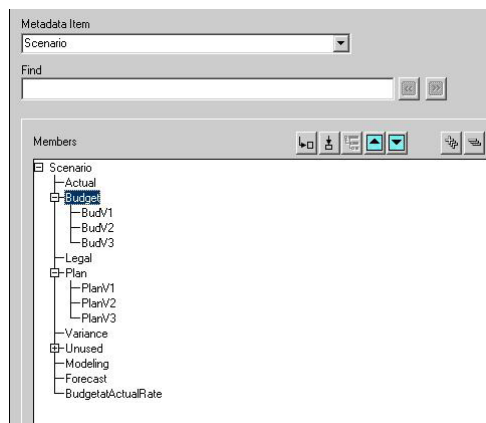 Metadata Item
Scenario
Find
Members
Scenario
Actual
Budget
BudV1
BudV2
BudV3
Legal
Plan
PlanV1
PlanV2
PlanV3
Variance
Unused
Modeling
Forecast
BudgetatActualRate